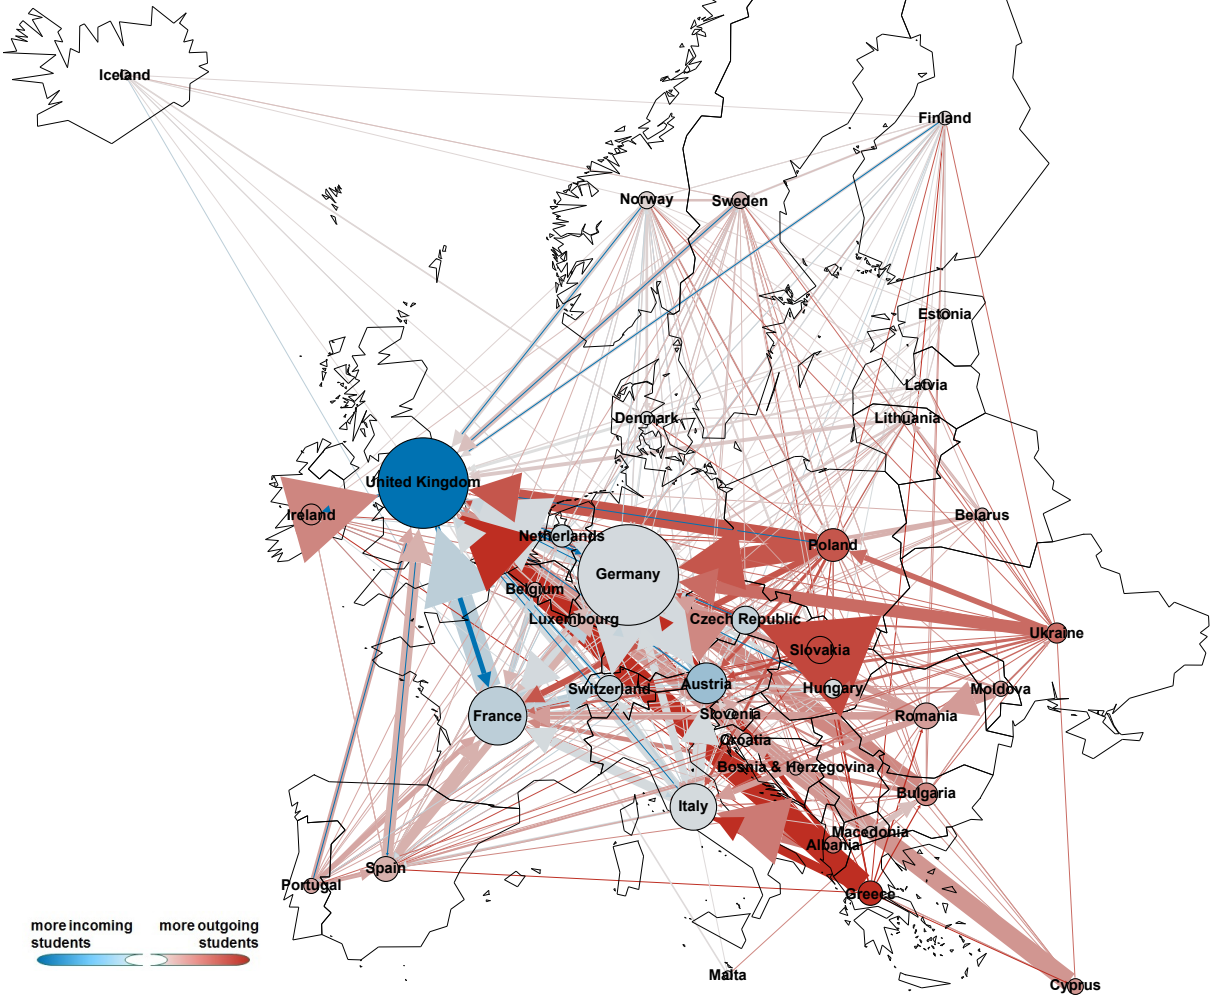 Iceland
Finland
Norway
Sweden
Estonia
Latvia
Denmark
Lithuania
United Kingdom
Ireland
Belarus
Netherlands
Poland
Germany
Belgium
Luxembourg
Czech Republic
Ukraine
Slovakia
Switzerland
Austria
Hungary
Moldova
France
Slovenia
Romania
Croatia
Bosnia & Herzegovina
Bulgaria
Italy
Macedonia
Albania
Spain
Portugal
Greece
more incoming
students
more outgoing
students
Malta
Cyprus